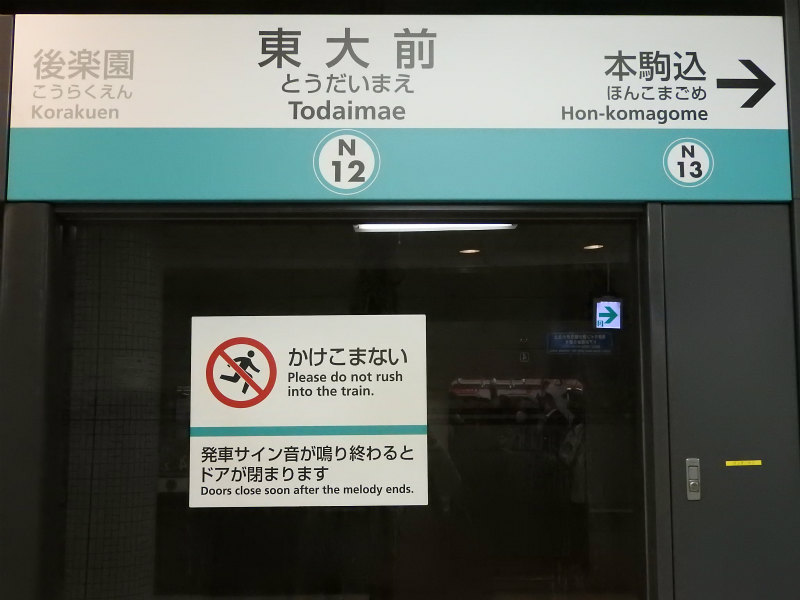 後楽園
こうらくえん
Korakuen
東大前
とうだいまえ
Todaimae
本駒込
ほんこまごめ
Hon-komagome
N
12
N
13
かけこまない
Please do not rush
into the train.
発車サイン音が鳴り終わると
ドアが閉まります
Doors close soon after the melody ends.